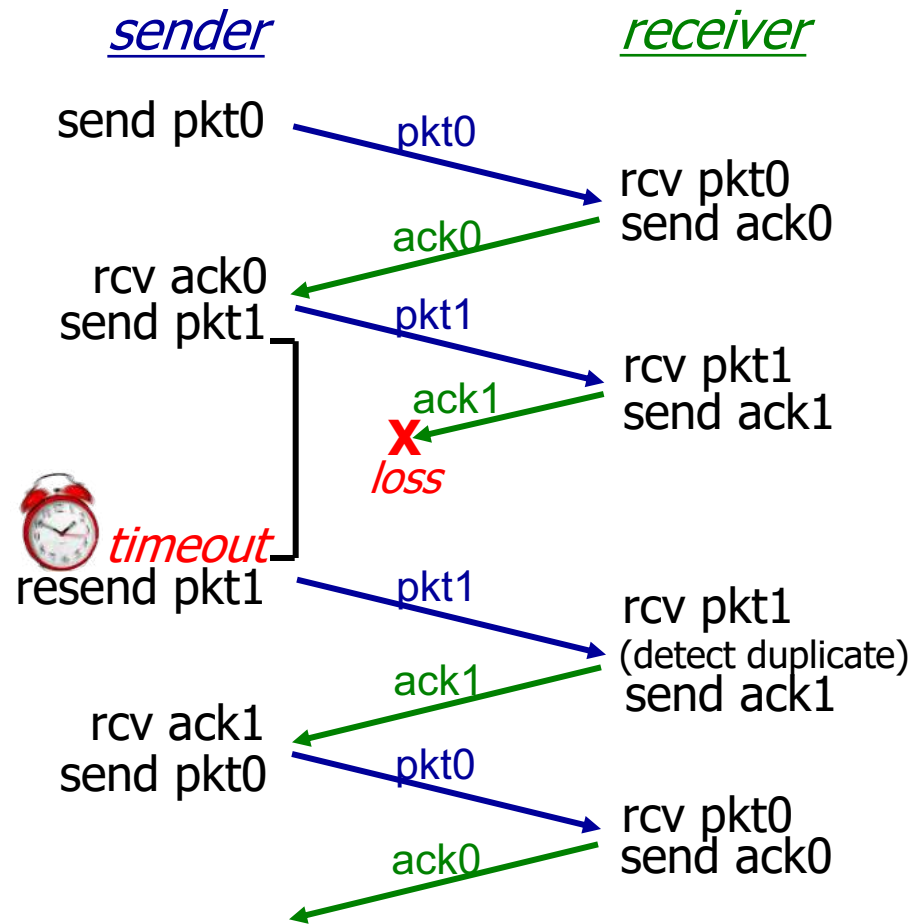 sender
receiver
send pkt0
pkt0
rcv pkt0
send ack0
ack0
rcv ack0
send pkt1
pkt1
rcv pkt1
send ack1
ack1
X
loss
timeout
resend pkt1
pkt1
rcv pkt1
(detect duplicate)
send ack1
ack1
rcv ack1
send pkt0
pkt0
rcv pkt0
send ack0
ack0